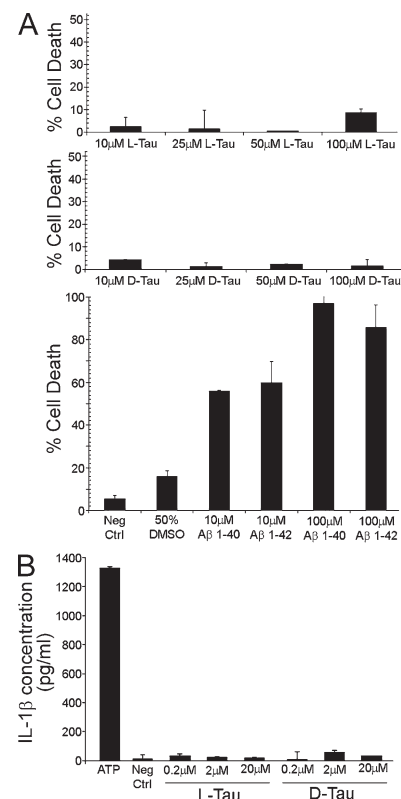 A
50
40
30
20
10
0
% Cell Death
10µM L-Tau 25µM L-Tau 50µM L-Tau 100µM L-Tau
50
40
30
20
10
0
% Cell Death
10µM D-Tau 25µM D-Tau 50µM D-Tau 100µM D-Tau
100
80
60
40
20
0
% Cell Death
Neg 50% 10µM 10µM 100µM 100µM
Ctrl DMSO Aβ 1-40 Aβ 1-42 Aβ 1-40 Aβ 1-42
B
1400
1200
1000
800
600
400
200
0
IL-1β concentration
(pg/ml)
ATP Neg 0.2µM 2µM 20µM 0.2µM 2µM 20µM
Ctrl
L-Tau D-Tau